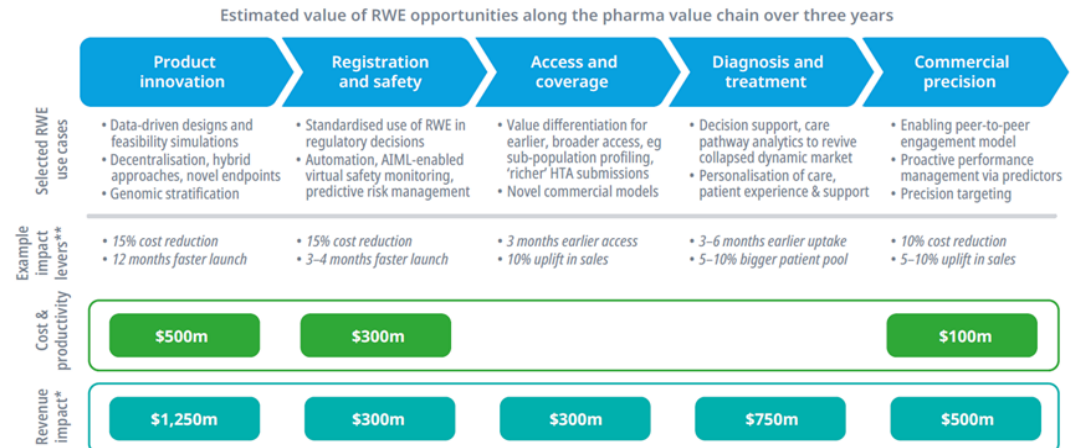 Estimated value of RWE opportunities along the pharma value chain over three years
Product
innovation
Registration
and safety
Access and
coverage
Diagnosis and
treatment
Commercial
precision
Selected RWE
use cases
• Data-driven designs and
feasibility simulations
• Decentralisation, hybrid
approaches, novel endpoints
• Genomic stratification
• Standardised use of RWE in
regulatory decisions
• Automation, AIML-enabled
virtual safety monitoring,
predictive risk management
• Value differentiation for
earlier, broader access, eg
sub-population profiling,
‘richer’ HTA submissions
• Novel commercial models
• Decision support, care
pathway analytics to revive
collapsed dynamic market
• Personalisation of care,
patient experience & support
• Enabling peer-to-peer
engagement model
• Proactive performance
management via predictors
• Precision targeting
Example
impact
levers**
• 15% cost reduction
• 12 months faster launch
• 15% cost reduction
• 3–4 months faster launch
• 3 months earlier access
• 10% uplift in sales
• 3–6 months earlier uptake
• 5–10% bigger patient pool
• 10% cost reduction
• 5–10% uplift in sales
Cost &
productivity
$500m
$300m
$100m
Revenue
impact*
$1,250m
$300m
$300m
$750m
$500m